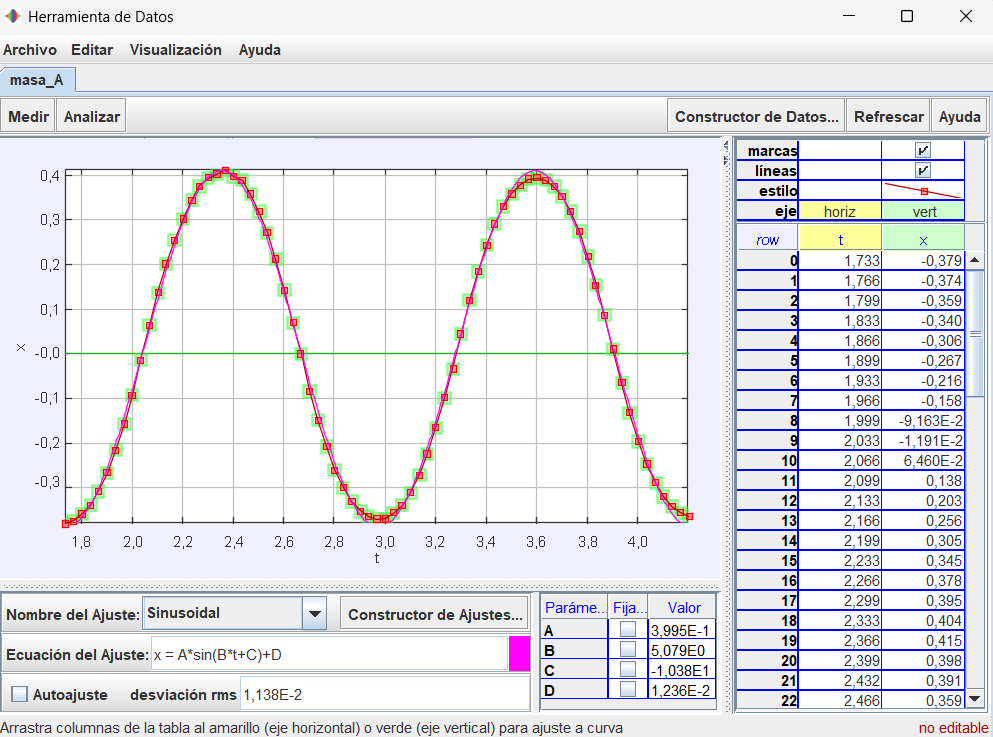 Herramienta de Datos
Archivo Editar Visualización Ayuda
masa_A
Medir Analizar Constructor de Datos... Refrescar Ayuda
0,4
0,3
0,2
0,1
x -0,0
-0,1
-0,2
-0,3
1,8 2,0 2,2 2,4 2,6 2,8 3,0 3,2 3,4 3,6 3,8 4,0
t
marcas
líneas
estilo
eje horiz vert
row t x
0 1,733 -0,379
1 1,766 -0,374
2 1,799 -0,359
3 1,833 -0,340
4 1,866 -0,306
5 1,899 -0,267
6 1,933 -0,216
7 1,966 -0,158
8 1,999 -9,163E-2
9 2,033 -1,191E-2
10 2,066 6,460E-2
11 2,099 0,138
12 2,133 0,203
13 2,166 0,256
14 2,199 0,305
15 2,233 0,345
16 2,266 0,378
17 2,299 0,395
18 2,333 0,404
19 2,366 0,415
20 2,399 0,398
21 2,432 0,391
22 2,466 0,359
Nombre del Ajuste: Sinusoidal Constructor de Ajustes...
Ecuación del Ajuste: x = A*sin(B*t+C)+D
Autoajuste desviación rms 1,138E-2
Paráme... Fija... Valor
A 3,995E-1
B 5,079E0
C -1,038E1
D 1,236E-2
Arrastra columnas de la tabla al amarillo (eje horizontal) o verde (eje vertical) para ajuste a curva no editable